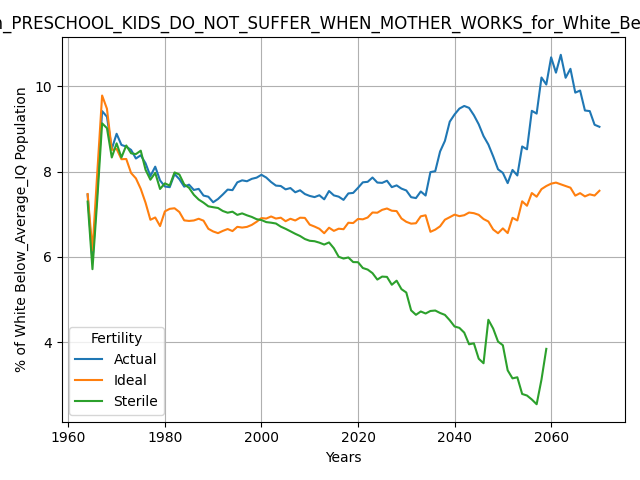 PRESCHOOL_KIDS_DO_NOT_SUFFER_WHEN_MOTHER_WORKS_for_White_Be
% of White Below_Average_IQ Population
10
8
6
4
Fertility
Actual
Ideal
Sterile
1960 1980 2000 2020 2040 2060
Years